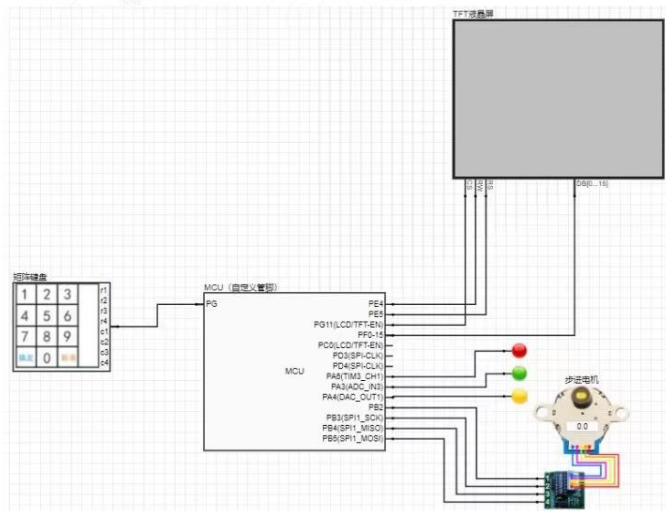 TFT液晶屏
CS
RW
RS
DB[0...15]
矩阵键盘
1 2 3
4 5 6
7 8 9
0
r1
r2
r3
r4
c1
c2
c3
c4
MCU（自定义管脚）
PG
MCU
PE4
PE5
PG11(LCD/TFT-EN)
PF0-15
PC0(LCD/TFT-EN)
PD3(SPI-CLK)
PD4(SPI-CLK)
PA6(TIM3_CH1)
PA3(ADC_IN3)
PA4(DAC_OUT1)
PB2
PB3(SPI1_SCK)
PB4(SPI1_MISO)
PB5(SPI1_MOSI)
步进电机
0.0
1
2
3
4